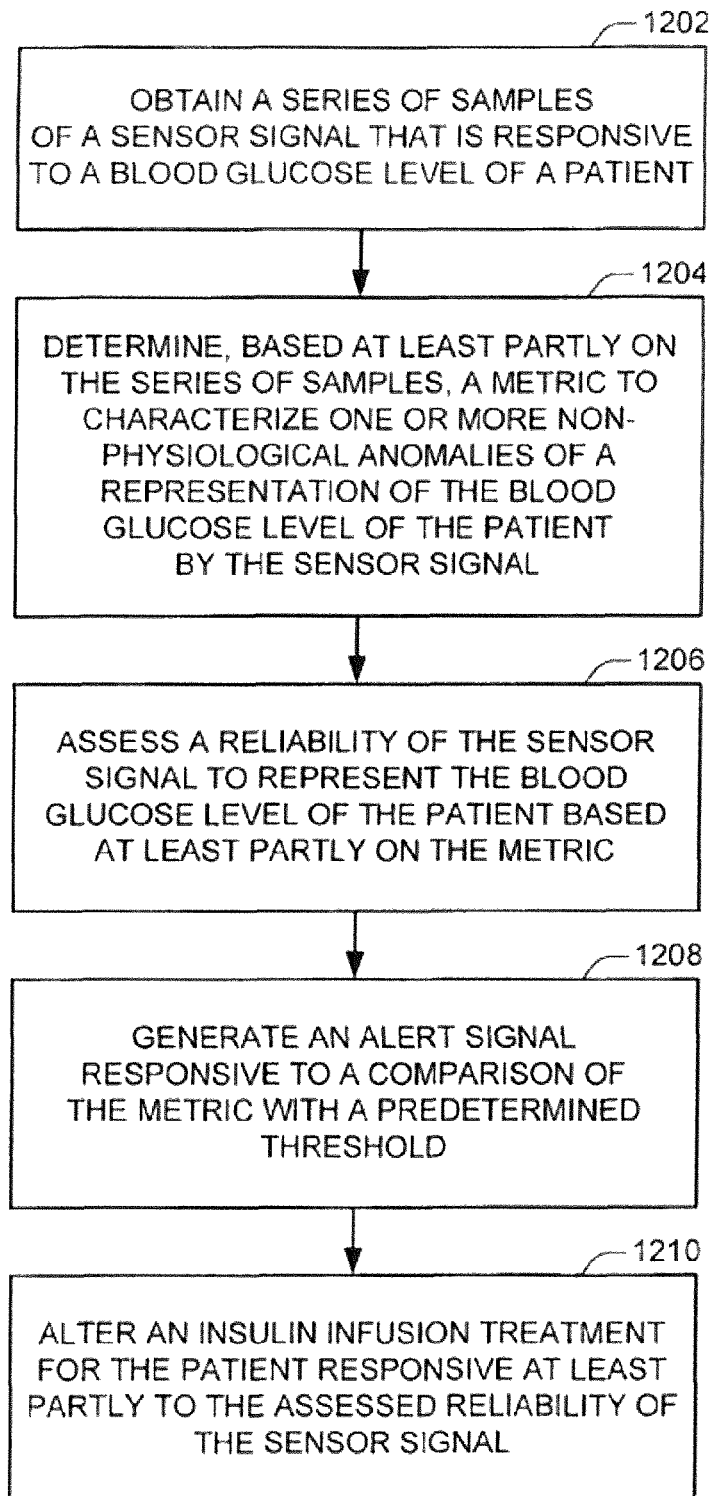 1202
OBTAIN A SERIES OF SAMPLES
OF A SENSOR SIGNAL THAT IS RESPONSIVE
TO A BLOOD GLUCOSE LEVEL OF A PATIENT
1204
DETERMINE, BASED AT LEAST PARTLY ON
THE SERIES OF SAMPLES, A METRIC TO
CHARACTERIZE ONE OR MORE NON-
PHYSIOLOGICAL ANOMALIES OF A
REPRESENTATION OF THE BLOOD
GLUCOSE LEVEL OF THE PATIENT
BY THE SENSOR SIGNAL
1206
ASSESS A RELIABILITY OF THE SENSOR
SIGNAL TO REPRESENT THE BLOOD
GLUCOSE LEVEL OF THE PATIENT BASED
AT LEAST PARTLY ON THE METRIC
1208
GENERATE AN ALERT SIGNAL
RESPONSIVE TO A COMPARISON OF
THE METRIC WITH A PREDETERMINED
THRESHOLD
1210
ALTER AN INSULIN INFUSION TREATMENT
FOR THE PATIENT RESPONSIVE AT LEAST
PARTLY TO THE ASSESSED RELIABILITY OF
THE SENSOR SIGNAL